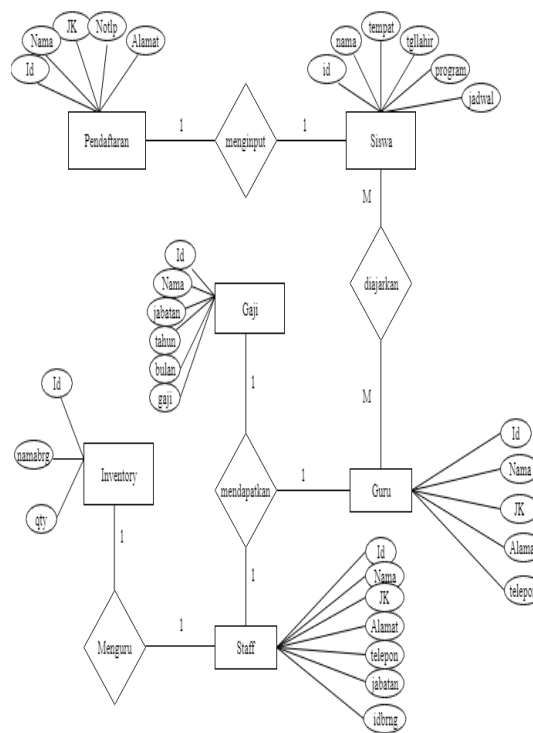 JK
Notlp
Nama
Alamat
Id
Pendaftaran
1
menginput
1
tempat
nama
tgllahir
id
program
jadwal
Siswa
M
diajarkan
M
Id
Nama
jabatan
tahun
bulan
gaji
Gaji
1
mendapatkan
1
1
Guru
Id
Nama
JK
Alama
telepon
Id
namabrg
qty
Inventory
1
Menguru
1
Staff
Id
Nama
JK
Alamat
telepon
jabatan
idbrng